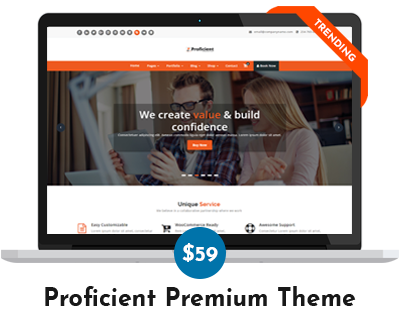 TRENDING
Proficient
Home Pages Portfolio Blog Shop Contact Book Now
We create value & build
confidence
Buy Now
Unique Service
Easy Customizable WooCommerce Ready Awesome Support
$59
Proficient Premium Theme